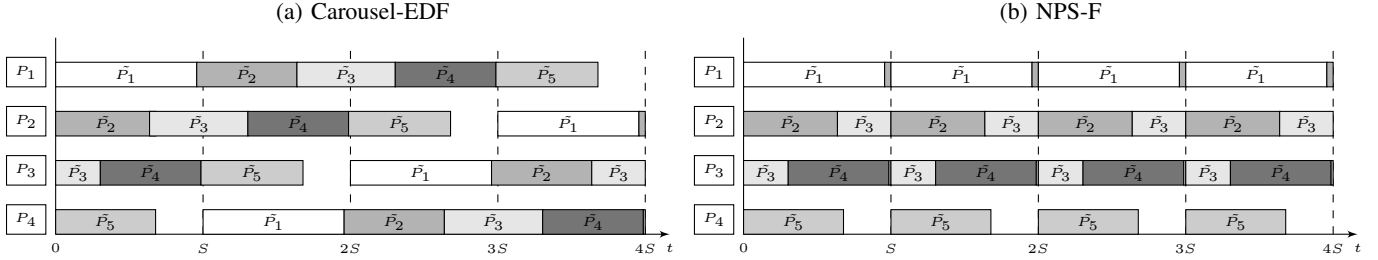 (a) Carousel-EDF
P₁ P̃₁ P̃₂ P̃₃ P̃₄ P̃₅
P₂ P̃₂ P̃₃ P̃₄ P̃₅ P̃₁
P₃ P̃₃ P̃₄ P̃₅ P̃₁ P̃₂ P̃₃
P₄ P̃₅ P̃₁ P̃₂ P̃₃ P̃₄
0 S 2S 3S 4S t
(b) NPS-F
P₁ P̃₁ P̃₁ P̃₁ P̃₁
P₂ P̃₂ P̃₃ P̃₂ P̃₃ P̃₂ P̃₃ P̃₂ P̃₃
P₃ P̃₃ P̃₄ P̃₃ P̃₄ P̃₃ P̃₄ P̃₃ P̃₄
P₄ P̃₅ P̃₅ P̃₅ P̃₅
0 S 2S 3S 4S t